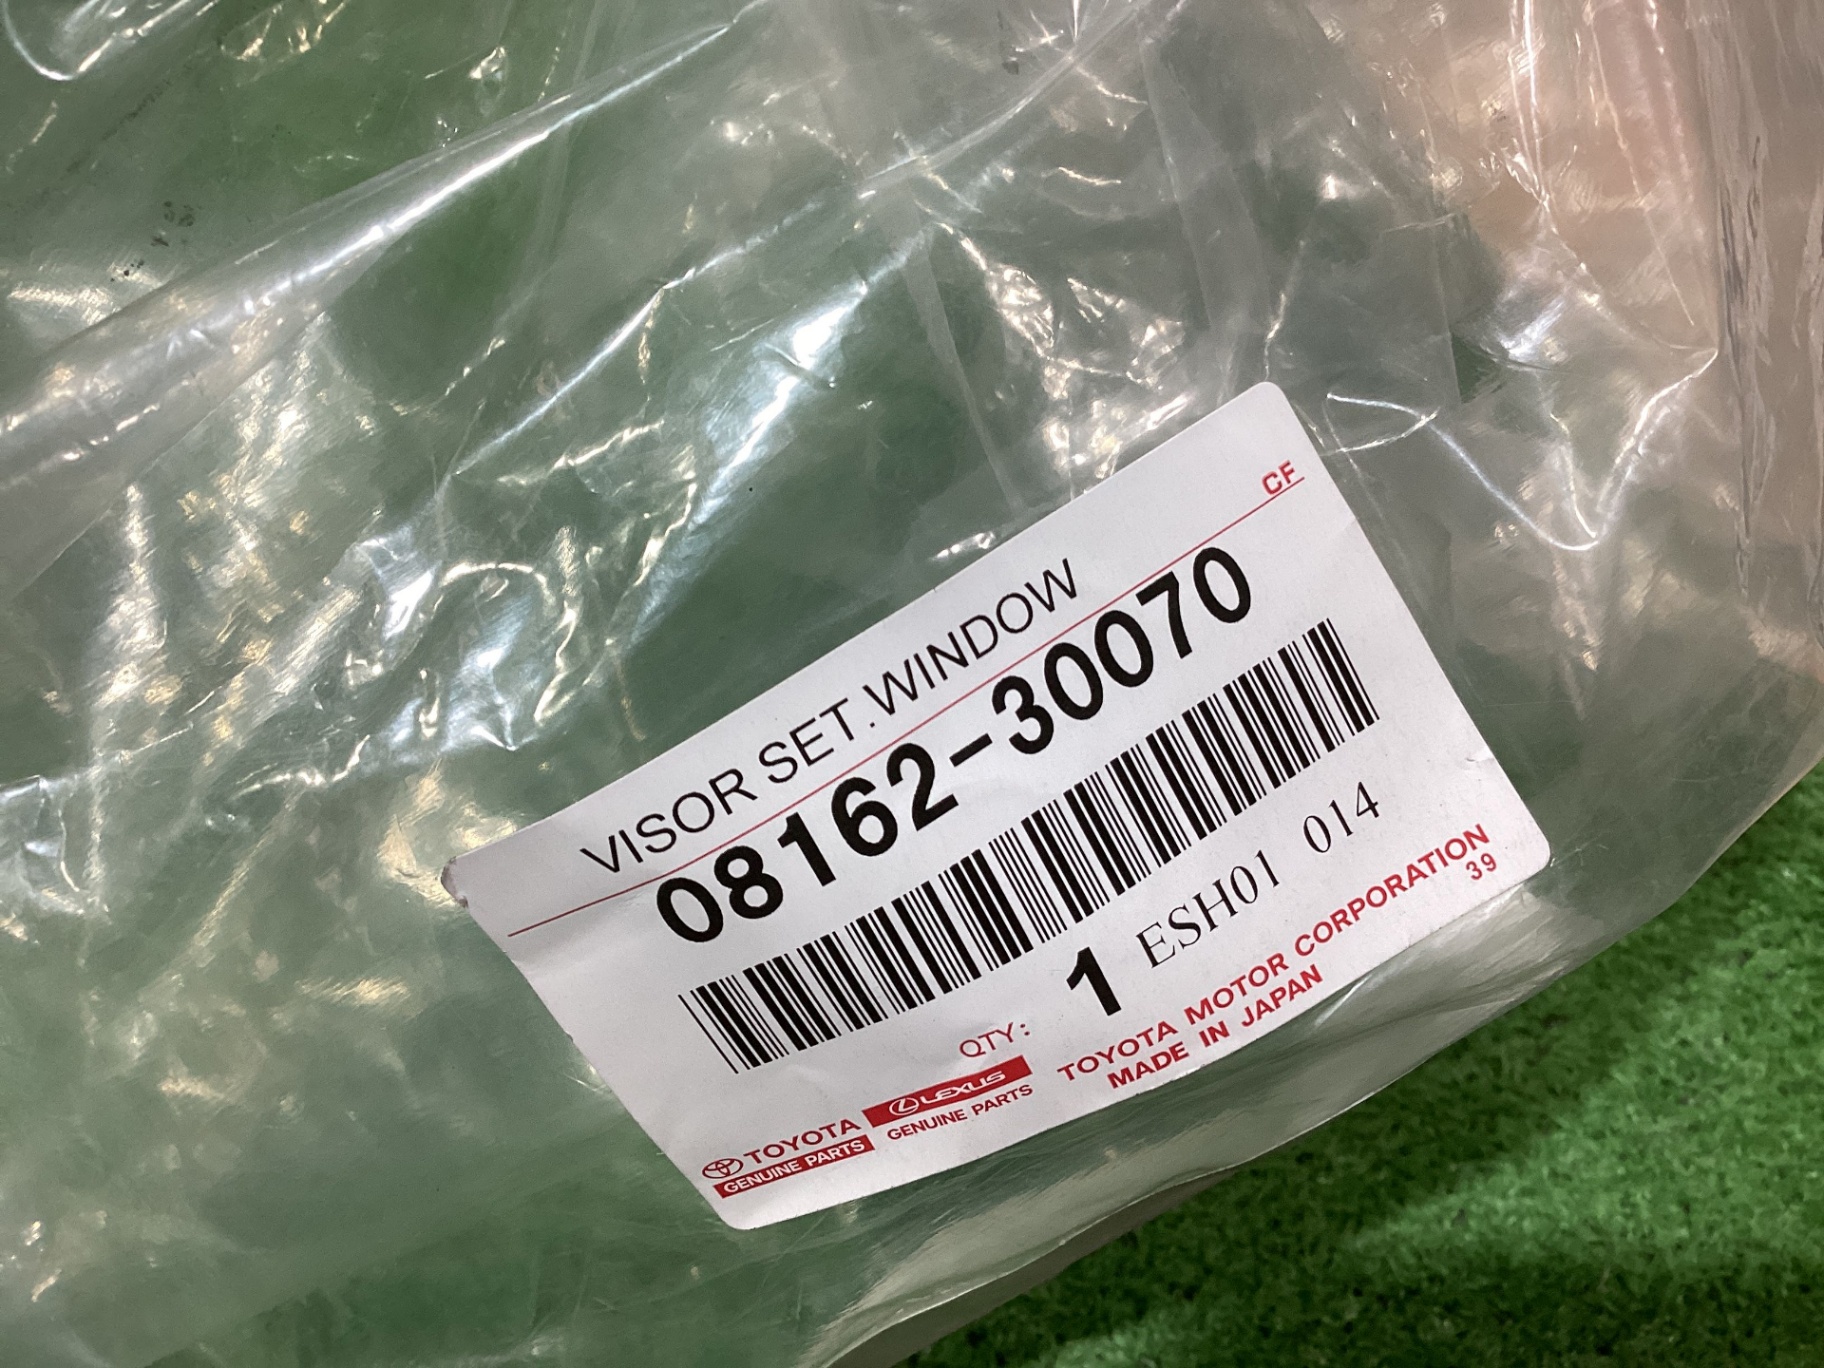 CF
VISOR SET.WINDOW
08162-30070
QTY: 1 ESH01 014
TOYOTA LEXUS TOYOTA MOTOR CORPORATION
GENUINE PARTS GENUINE PARTS MADE IN JAPAN 39